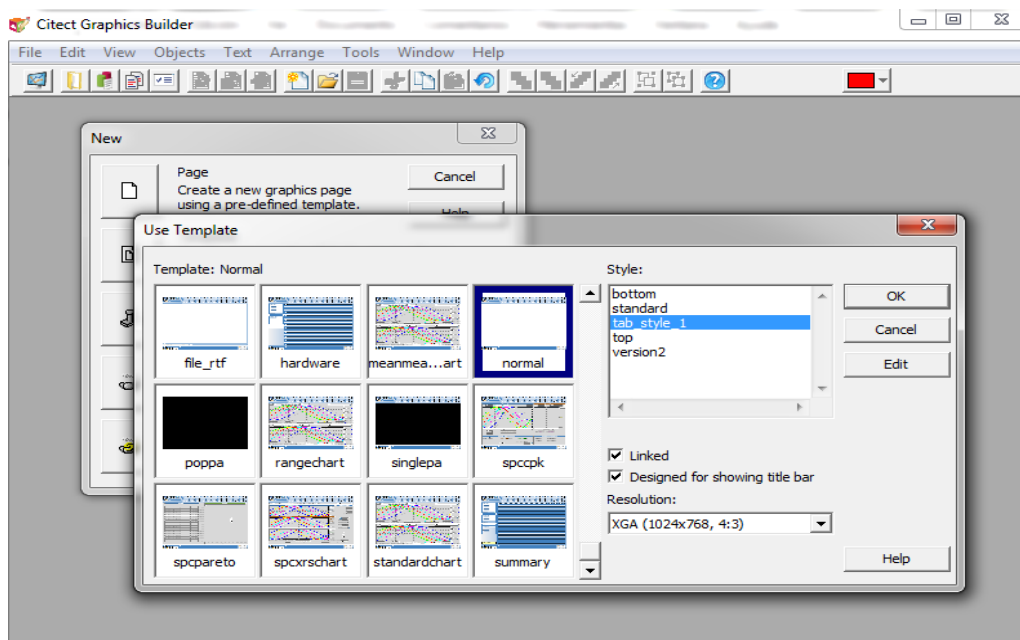 Citect Graphics Builder
File Edit View Objects Text Arrange Tools Window Help
New
Page
Create a new graphics page
using a pre-defined template.
Cancel
Help
Use Template
Template: Normal
file_rtf hardware meanmea...art normal
poppa rangechart singlepa spccpk
spcpareto spcxrschart standardchart summary
Style:
bottom
standard
tab_style_1
top
version2
Linked
Designed for showing title bar
Resolution:
XGA (1024x768, 4:3)
OK
Cancel
Edit
Help